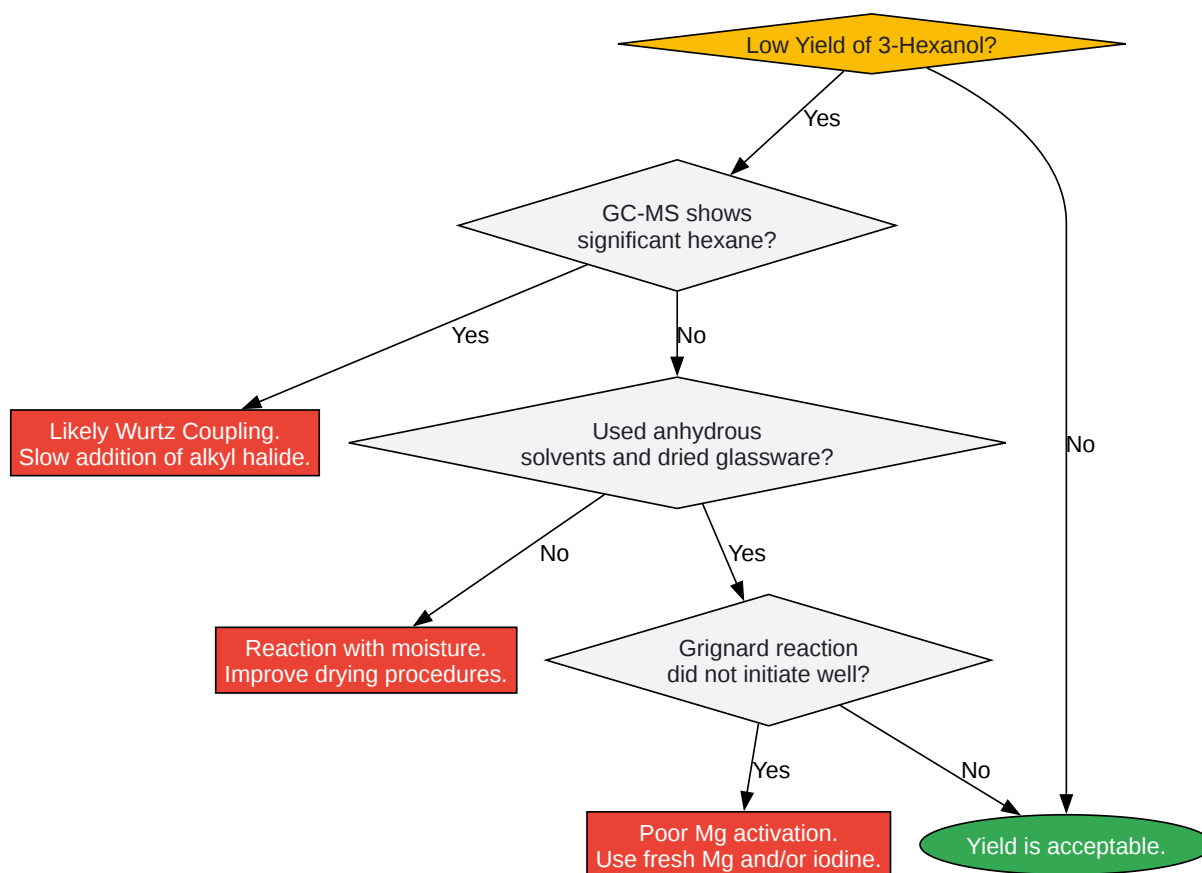 Low Yield of 3-Hexanol?
Yes
GC-MS shows
significant hexane?
Yes
No
Likely Wurtz Coupling.
Slow addition of alkyl halide.
Used anhydrous
solvents and dried glassware?
No
No
Yes
Reaction with moisture.
Improve drying procedures.
Grignard reaction
did not initiate well?
Yes
No
Poor Mg activation.
Use fresh Mg and/or iodine.
Yield is acceptable.